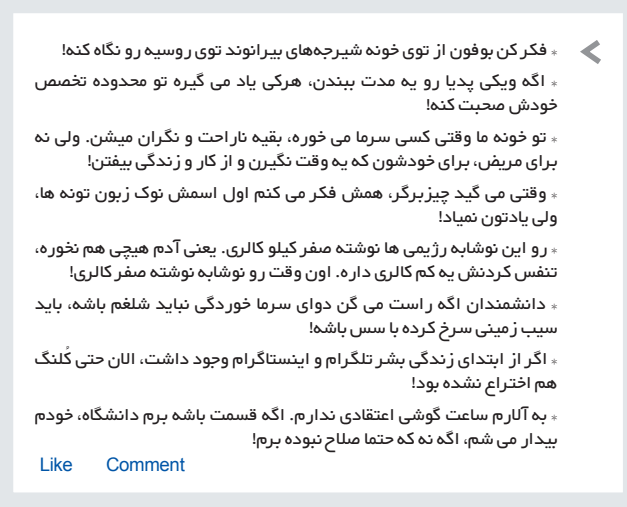 * فکر کن بوفون از توی خونه شیرجه‌های بیرانوند توی روسیه رو نگاه کنه!
* اگه ویکی پدیا رو یه مدت ببندن، هرکی یاد می گیره تو محدوده تخصص
خودش صحبت کنه!
* تو خونه ما وقتی کسی سرما می خوره، بقیه ناراحت و نگران میشن. ولی نه
برای مریض، برای خودشون که یه وقت نگیرن و از کار و زندگی بیفتن!
* وقتی می گید چیزبرگر، همش فکر می کنم اول اسمش نوک زبون تونه ها،
ولی یادتون نمیاد!
* رو این نوشابه رژیمی ها نوشته صفر کیلو کالری. یعنی آدم هیچی هم نخوره،
تنفس کردنش یه کم کالری داره. اون وقت رو نوشابه نوشته صفر کالری!
* دانشمندان اگه راست می گن دوای سرما خوردگی نباید شلغم باشه، باید
سیب زمینی سرخ کرده با سس باشه!
* اگر از ابتدای زندگی بشر تلگرام و اینستاگرام وجود داشت، الان حتی کُلنگ
هم اختراع نشده بود!
* به آلارم ساعت گوشی اعتقادی ندارم. اگه قسمت باشه برم دانشگاه، خودم
بیدار می شم، اگه نه که حتما صلاح نبوده برم!
Like Comment